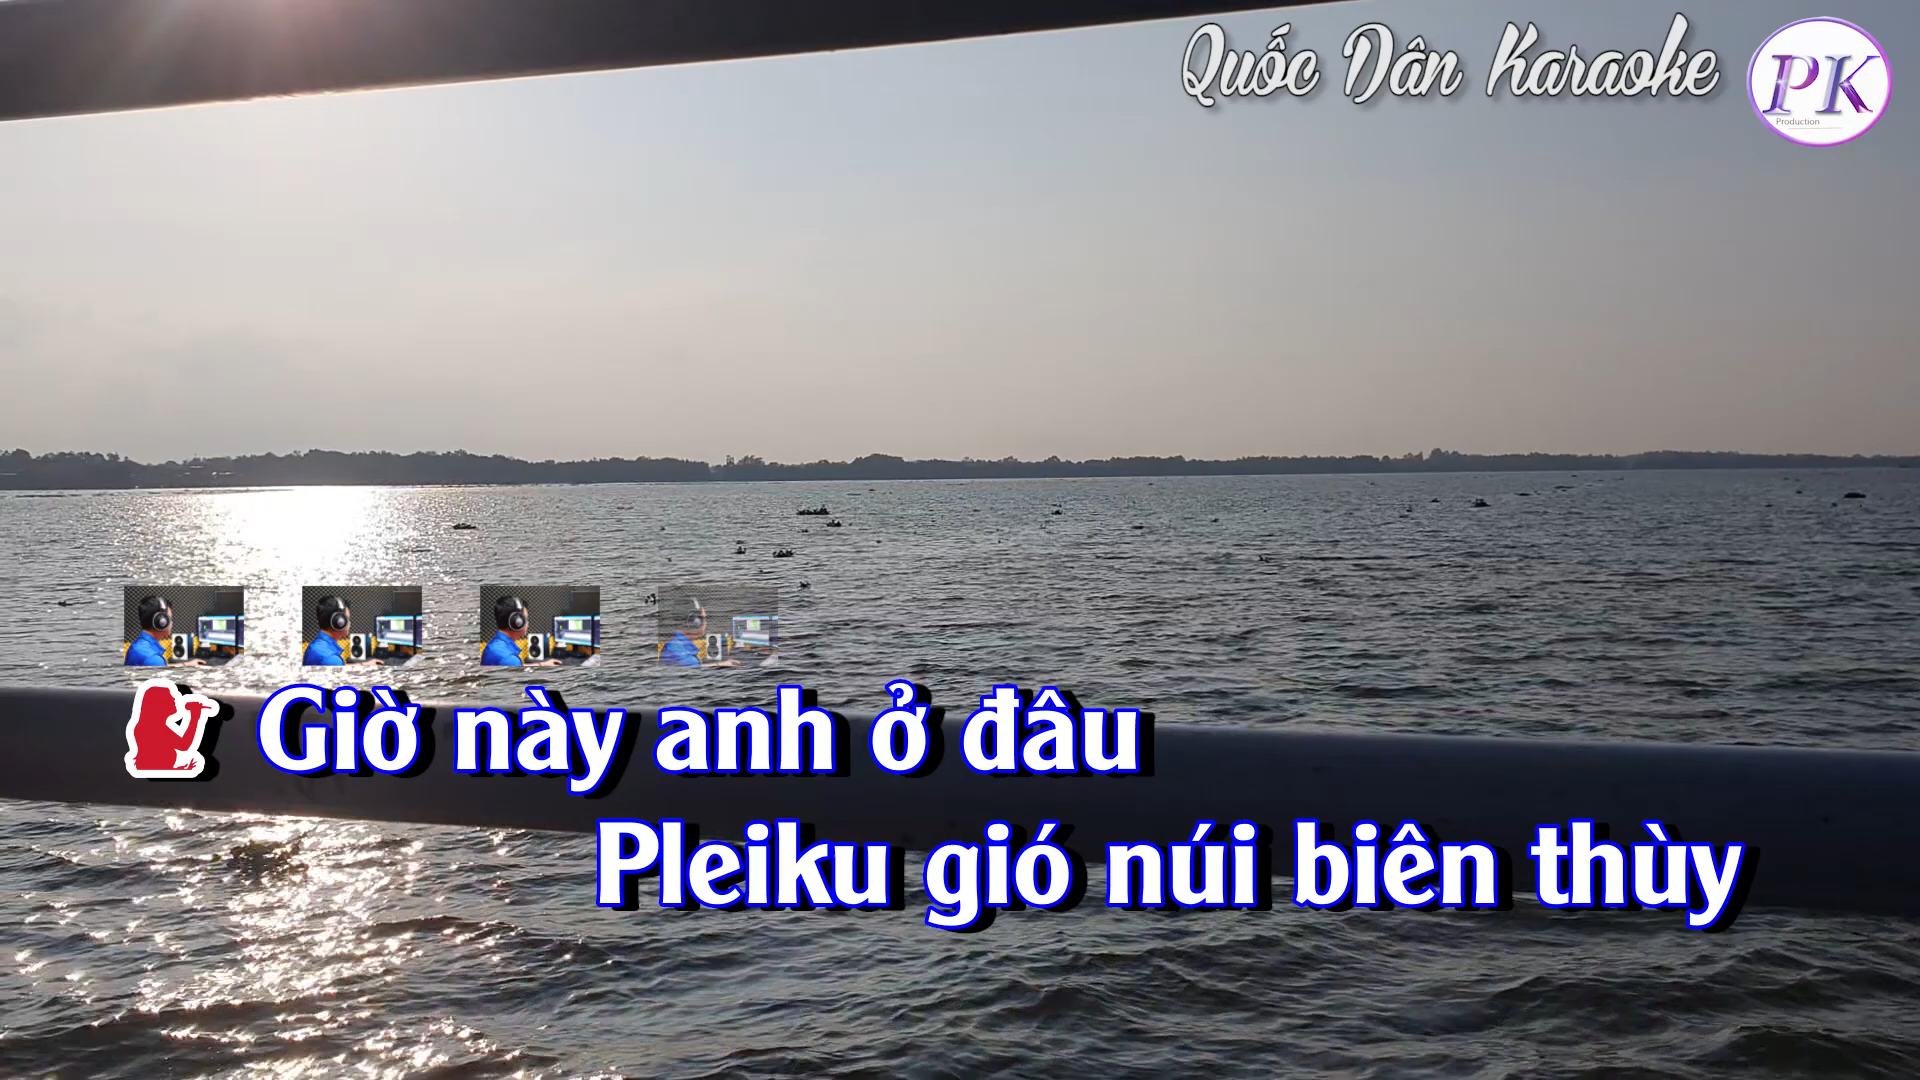 Quốc Dân Karaoke
PK
Production
Giờ này anh ở đâu
Pleiku gió núi biên thùy